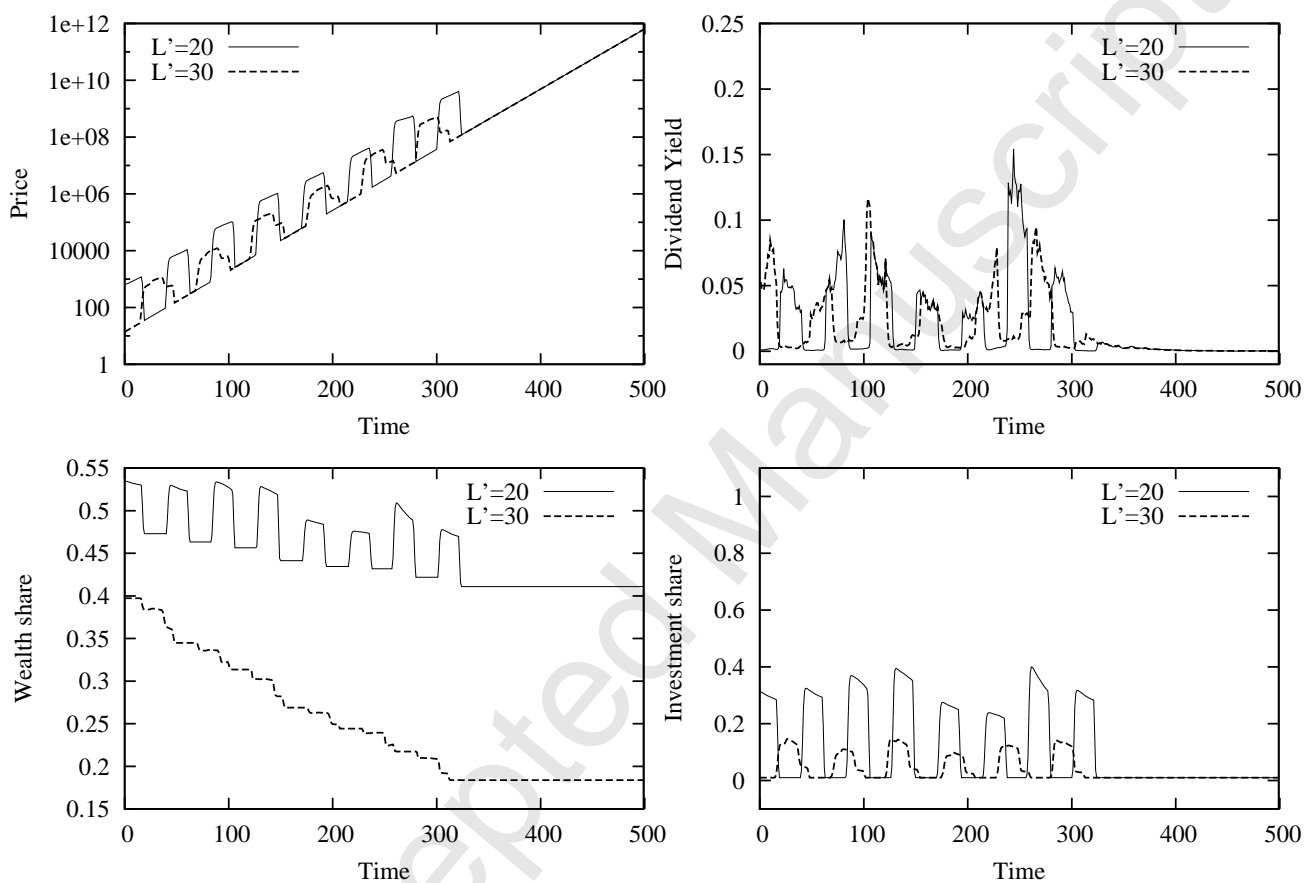 1e+12
1e+10
1e+08
1e+06
10000
100
1
Price
L'=20
L'=30
0 100 200 300 400 500
Time
0.25
0.2
0.15
0.1
0.05
0
Dividend Yield
L'=20
L'=30
0 100 200 300 400 500
Time
0.55
0.5
0.45
0.4
0.35
0.3
0.25
0.2
0.15
Wealth share
L'=20
L'=30
0 100 200 300 400 500
Time
1
0.8
0.6
0.4
0.2
0
Investment share
L'=20
L'=30
0 100 200 300 400 500
Time
epted Manuscript